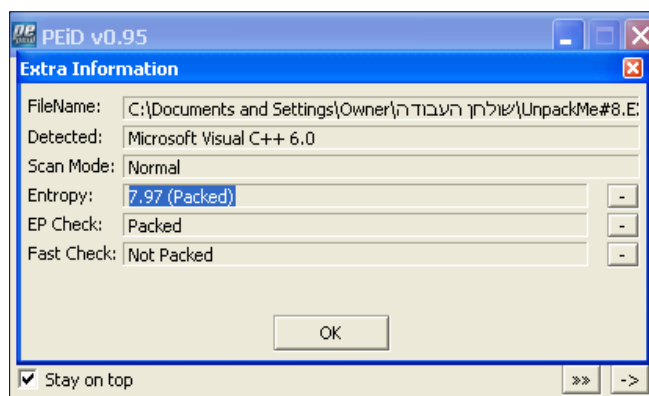 PEiD v0.95
Extra Information
FileName: C:\Documents and Settings\Owner\שולחן העבודה\UnpackMe#8.E
Detected: Microsoft Visual C++ 6.0
Scan Mode: Normal
Entropy: 7.97 (Packed) -
EP Check: Packed -
Fast Check: Not Packed -
OK
Stay on top »» ->